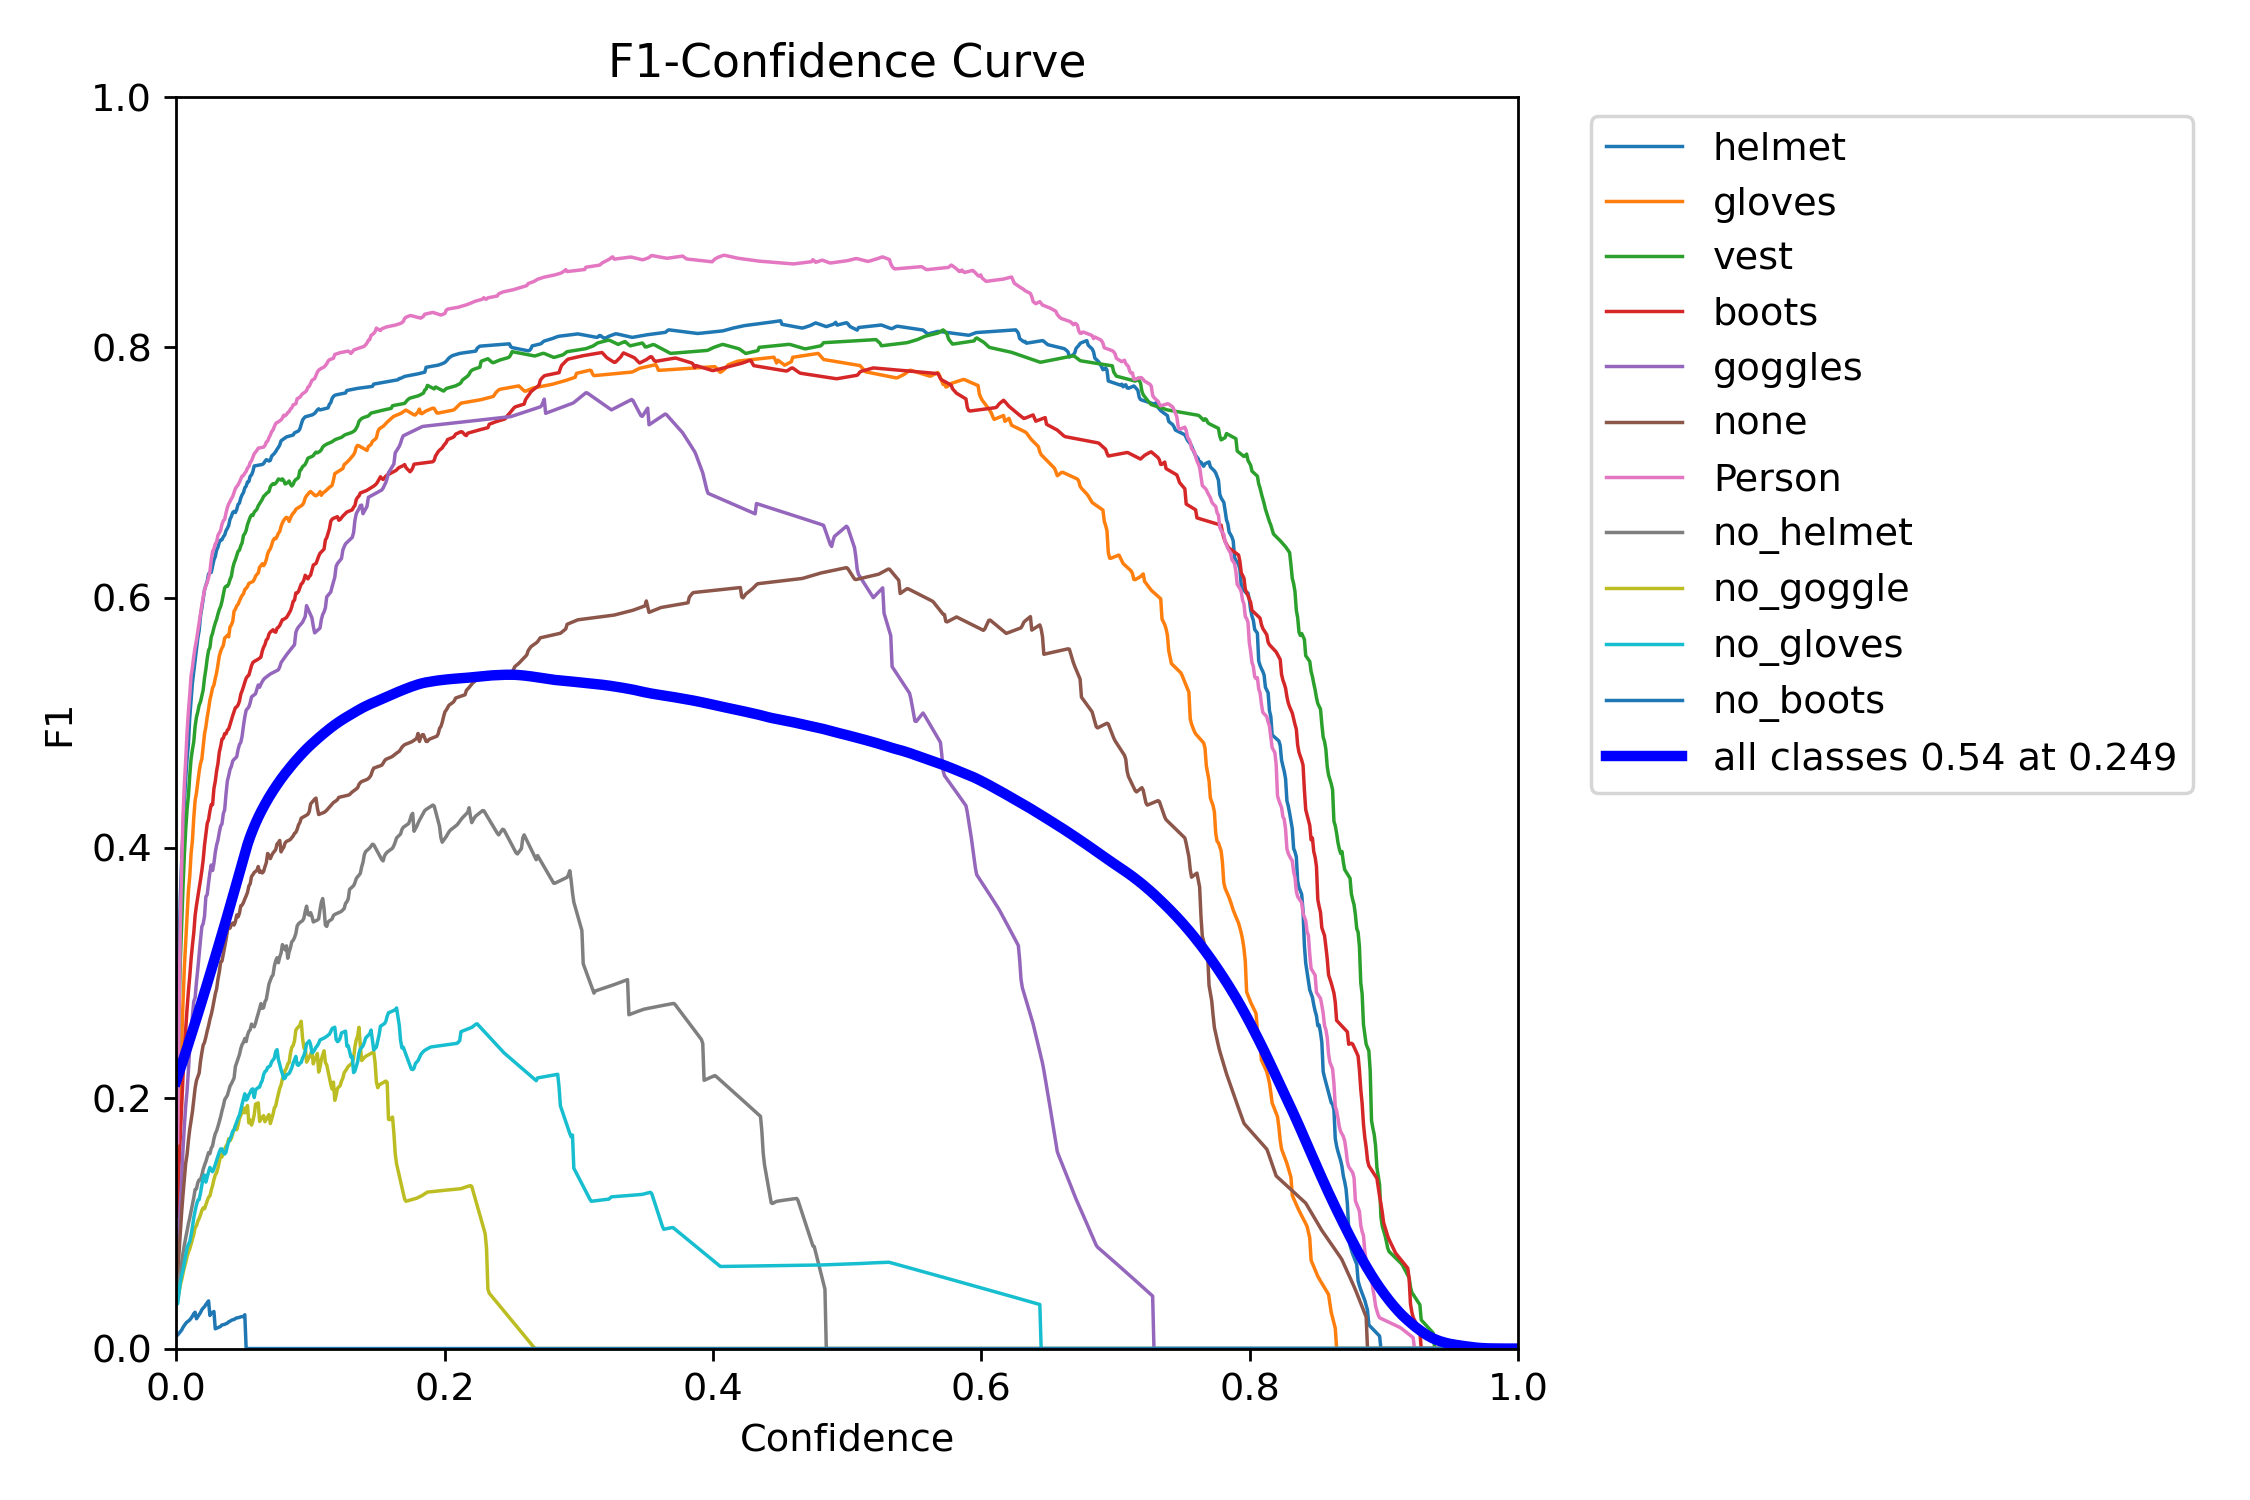 F1-Confidence Curve
1.0
0.8
0.6
0.4
0.2
0.0
F1
0.0 0.2 0.4 0.6 0.8 1.0
Confidence
helmet
gloves
vest
boots
goggles
none
Person
no_helmet
no_goggle
no_gloves
no_boots
all classes 0.54 at 0.249